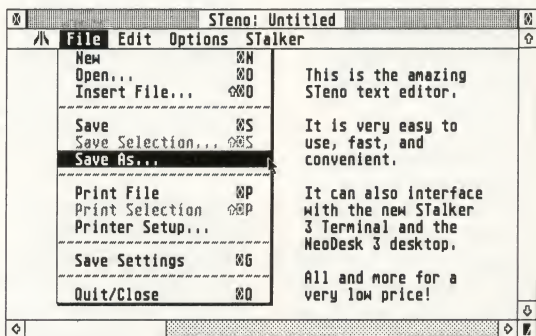 STeno: Untitled
File Edit Options STalker
New N
Open... O
Insert File... ⇧O
Save S
Save Selection... ⇧S
Save As...
Print File P
Print Selection ⇧P
Printer Setup...
Save Settings G
Quit/Close Q
This is the amazing
STeno text editor.
It is very easy to
use, fast, and
convenient.
It can also interface
with the new STalker
3 Terminal and the
NeoDesk 3 desktop.
All and more for a
very low price!